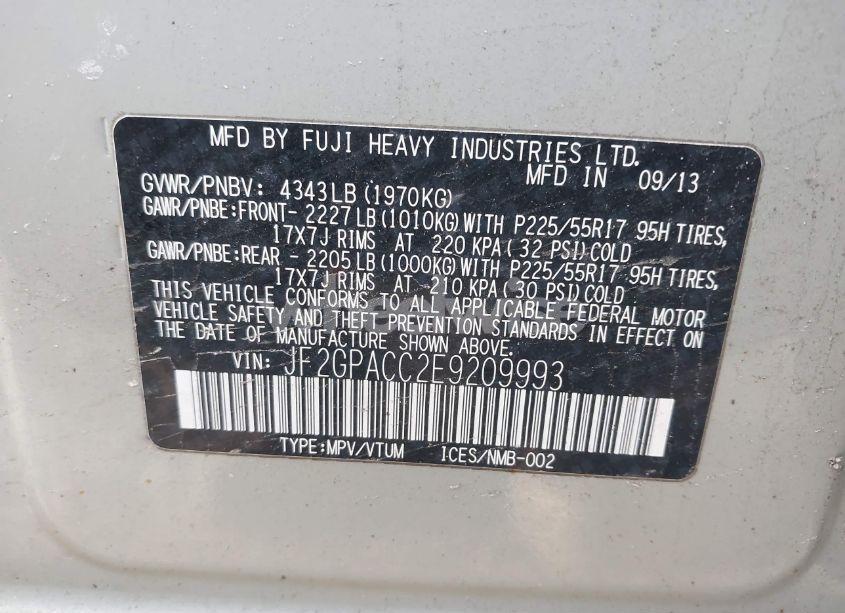 MFD BY FUJI HEAVY INDUSTRIES LTD.
MFD IN 09/13
GVWR/PNBV: 4343LB (1970KG)
GAWR/PNBE:FRONT- 2227LB (1010KG) WITH P225/55R17 95H TIRES,
17X7J RIMS AT 220 KPA ( 32 PSI) COLD
GAWR/PNBE:REAR - 2205LB (1000KG) WITH P225/55R17 95H TIRES,
17X7J RIMS AT 210 KPA ( 30 PSI) COLD
THIS VEHICLE CONFORMS TO ALL APPLICABLE FEDERAL MOTOR
VEHICLE SAFETY AND THEFT PREVENTION STANDARDS IN EFFECT ON
THE DATE OF MANUFACTURE SHOWN ABOVE.
VIN: JF2GPACC2E9209993
TYPE:MPV/VTUM ICES/NMB-002